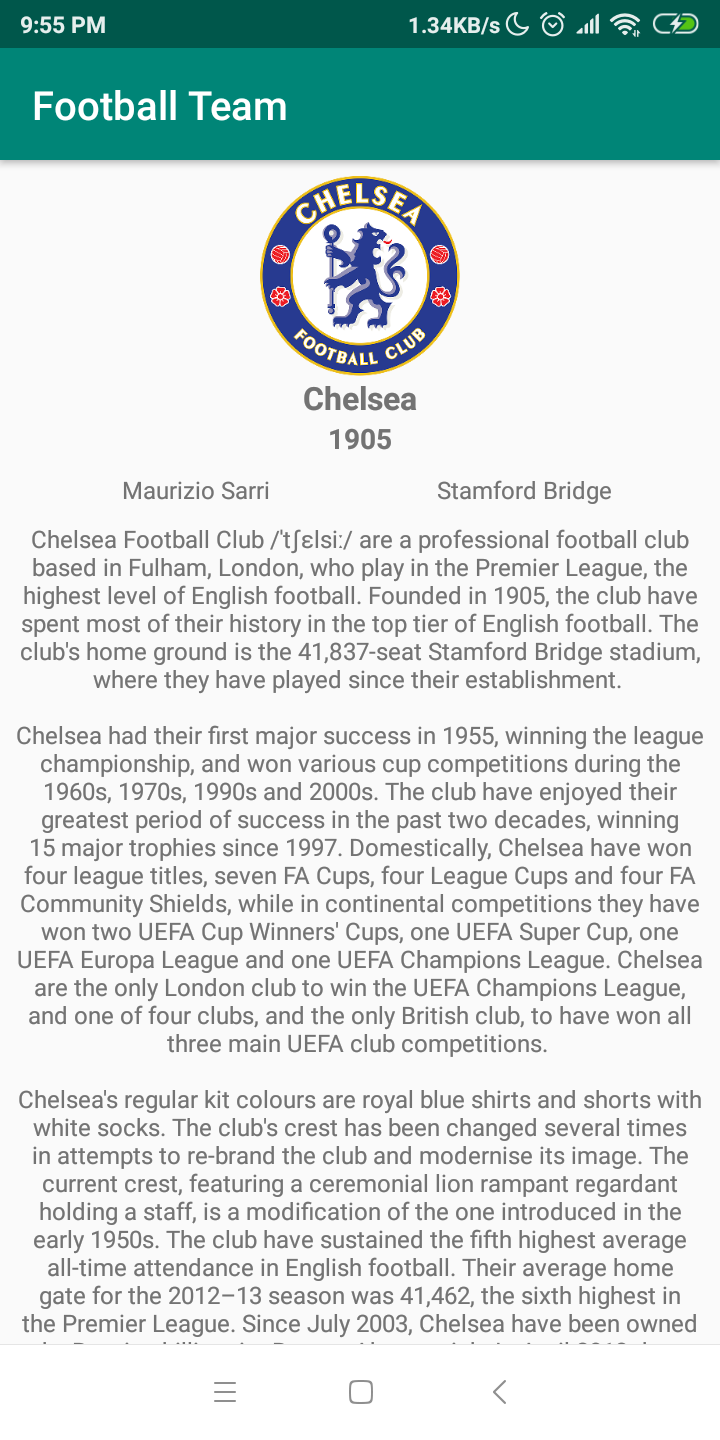 9:55 PM 1.34KB/s
Football Team
CHELSEA
FOOTBALL CLUB
Chelsea
1905
Maurizio Sarri Stamford Bridge
Chelsea Football Club /ˈtʃɛlsiː/ are a professional football club
based in Fulham, London, who play in the Premier League, the
highest level of English football. Founded in 1905, the club have
spent most of their history in the top tier of English football. The
club's home ground is the 41,837-seat Stamford Bridge stadium,
where they have played since their establishment.
Chelsea had their first major success in 1955, winning the league
championship, and won various cup competitions during the
1960s, 1970s, 1990s and 2000s. The club have enjoyed their
greatest period of success in the past two decades, winning
15 major trophies since 1997. Domestically, Chelsea have won
four league titles, seven FA Cups, four League Cups and four FA
Community Shields, while in continental competitions they have
won two UEFA Cup Winners' Cups, one UEFA Super Cup, one
UEFA Europa League and one UEFA Champions League. Chelsea
are the only London club to win the UEFA Champions League,
and one of four clubs, and the only British club, to have won all
three main UEFA club competitions.
Chelsea's regular kit colours are royal blue shirts and shorts with
white socks. The club's crest has been changed several times
in attempts to re-brand the club and modernise its image. The
current crest, featuring a ceremonial lion rampant regardant
holding a staff, is a modification of the one introduced in the
early 1950s. The club have sustained the fifth highest average
all-time attendance in English football. Their average home
gate for the 2012–13 season was 41,462, the sixth highest in
the Premier League. Since July 2003, Chelsea have been owned